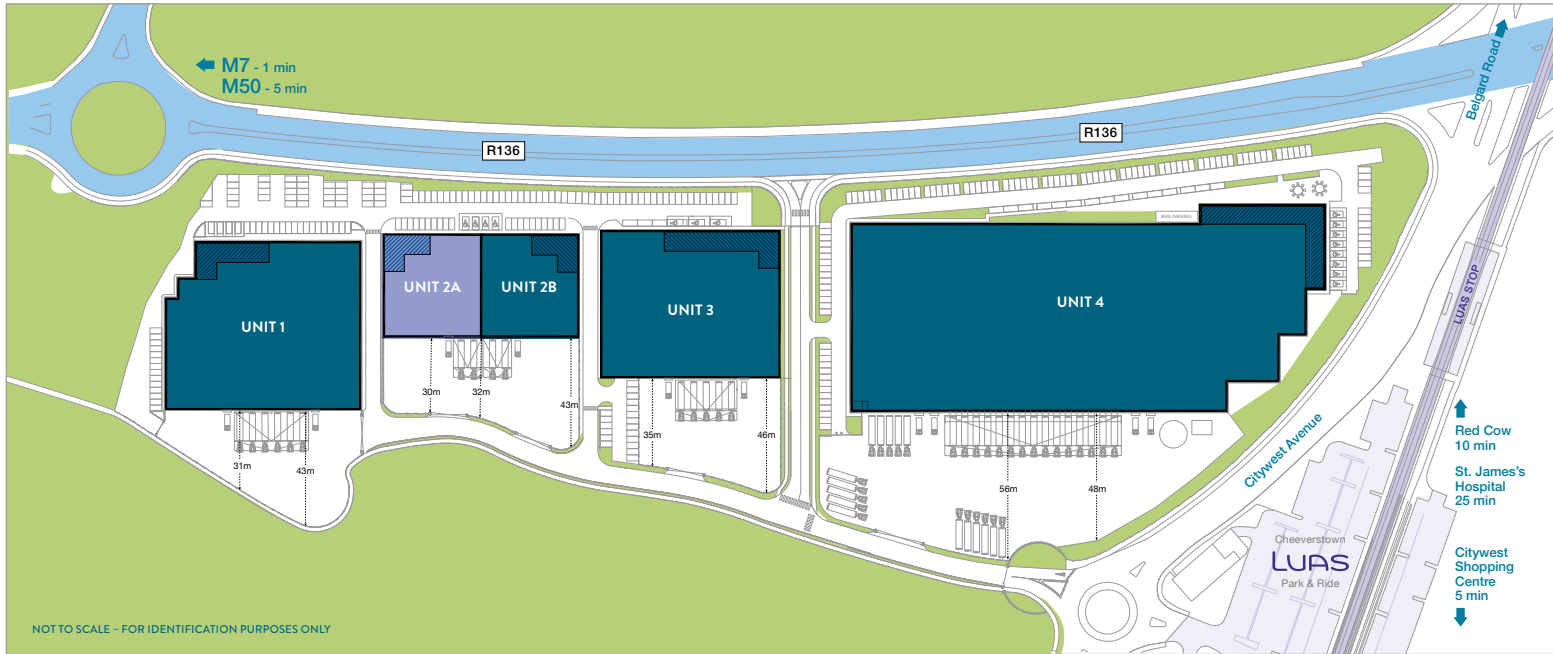 M7 - 1 min
M50 - 5 min
R136
R136
Belgard Road
BIKE PARKING
UNIT 1
UNIT 2A
UNIT 2B
UNIT 3
UNIT 4
LUAS STOP
30m
32m
43m
35m
46m
31m
43m
56m
48m
Citywest Avenue
Red Cow
10 min
St. James's
Hospital
25 min
Cheeverstown
LUAS
Park & Ride
Citywest
Shopping
Centre
5 min
NOT TO SCALE – FOR IDENTIFICATION PURPOSES ONLY